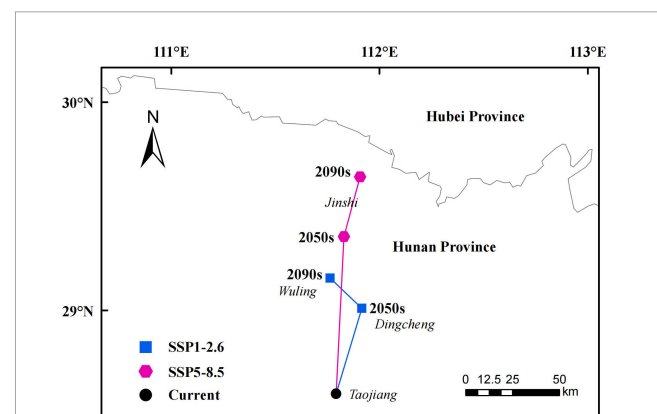 111°E 112°E 113°E
30°N
N
Hubei Province
2090s
Jinshi
2050s
Hunan Province
2090s
Wuling
29°N
2050s
Dingcheng
SSP1-2.6
SSP5-8.5
Current
Taojiang
0 12.5 25 50
km